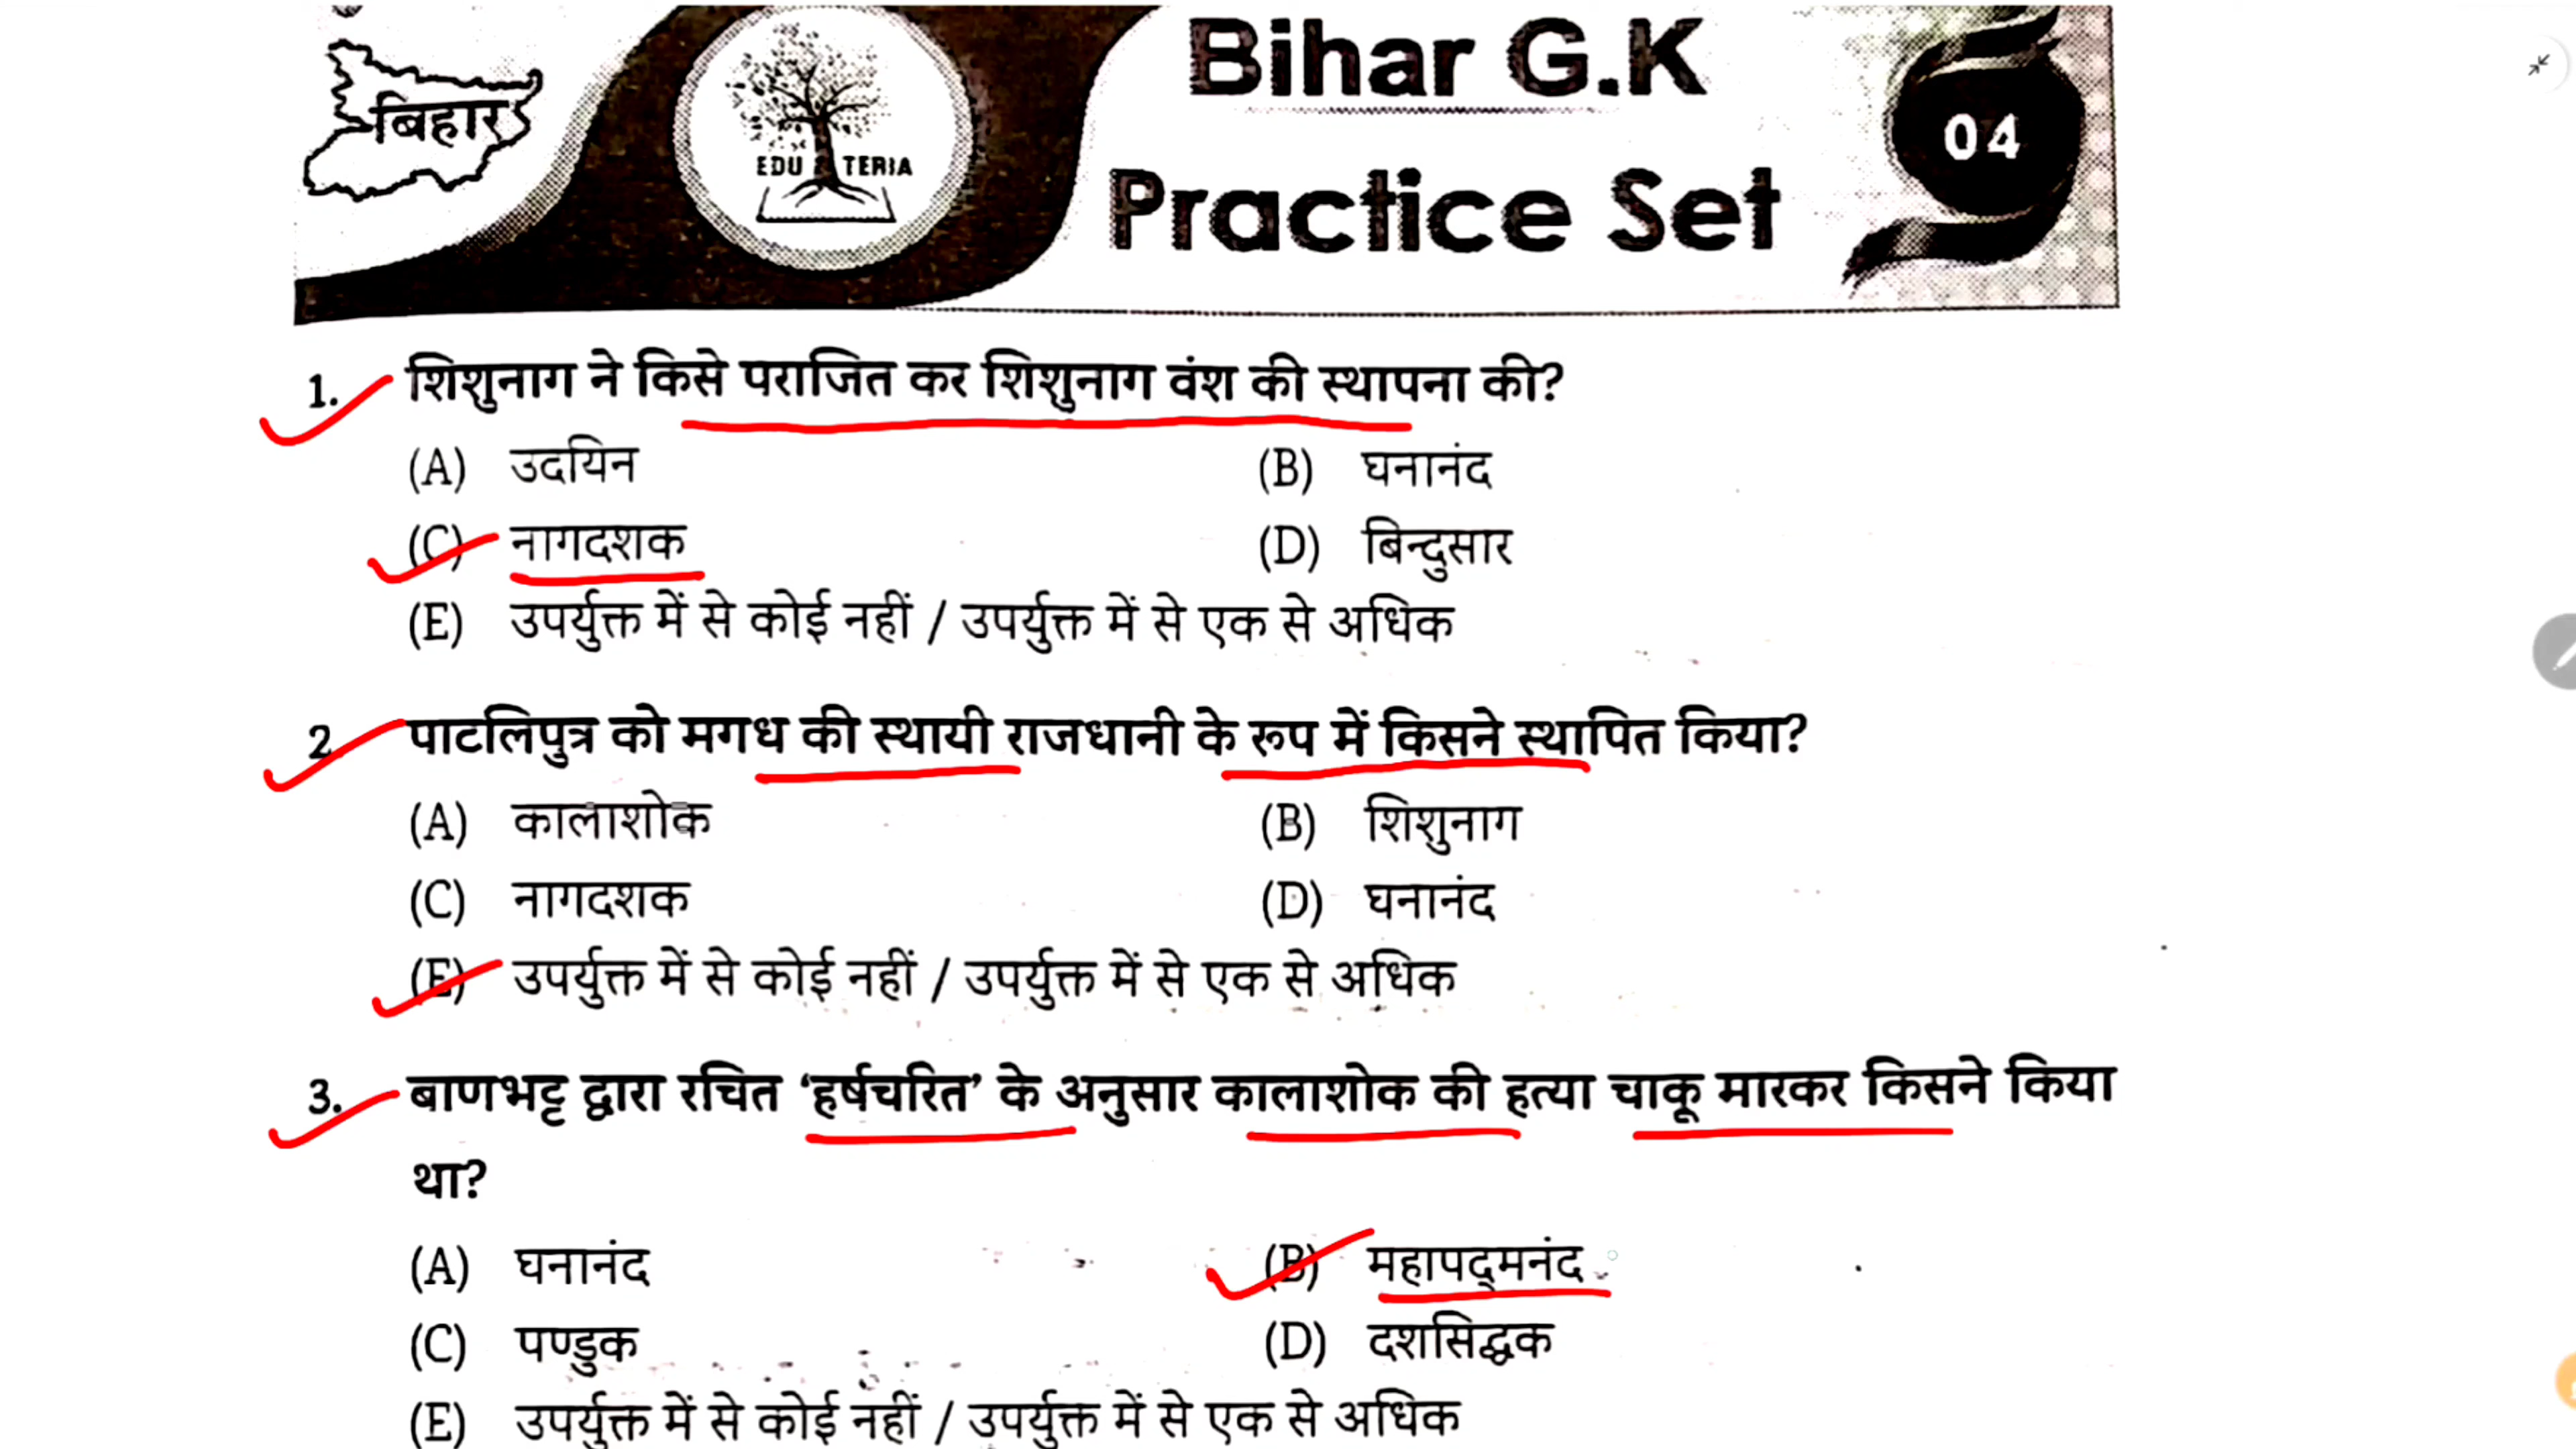 बिहार
EDU TERIA
Bihar G.K
Practice Set
04
1. शिशुनाग ने किसे पराजित कर शिशुनाग वंश की स्थापना की?
(A) उदयिन (B) घनानंद
(C) नागदशक (D) बिन्दुसार
(E) उपर्युक्त में से कोई नहीं / उपर्युक्त में से एक से अधिक
2. पाटलिपुत्र को मगध की स्थायी राजधानी के रूप में किसने स्थापित किया?
(A) कालाशोक (B) शिशुनाग
(C) नागदशक (D) घनानंद
(E) उपर्युक्त में से कोई नहीं / उपर्युक्त में से एक से अधिक
3. बाणभट्ट द्वारा रचित ‘हर्षचरित’ के अनुसार कालाशोक की हत्या चाकू मारकर किसने किया
था?
(A) घनानंद (B) महापद्मनंद
(C) पण्डुक (D) दशसिद्धक
(E) उपर्युक्त में से कोई नहीं / उपर्युक्त में से एक से अधिक